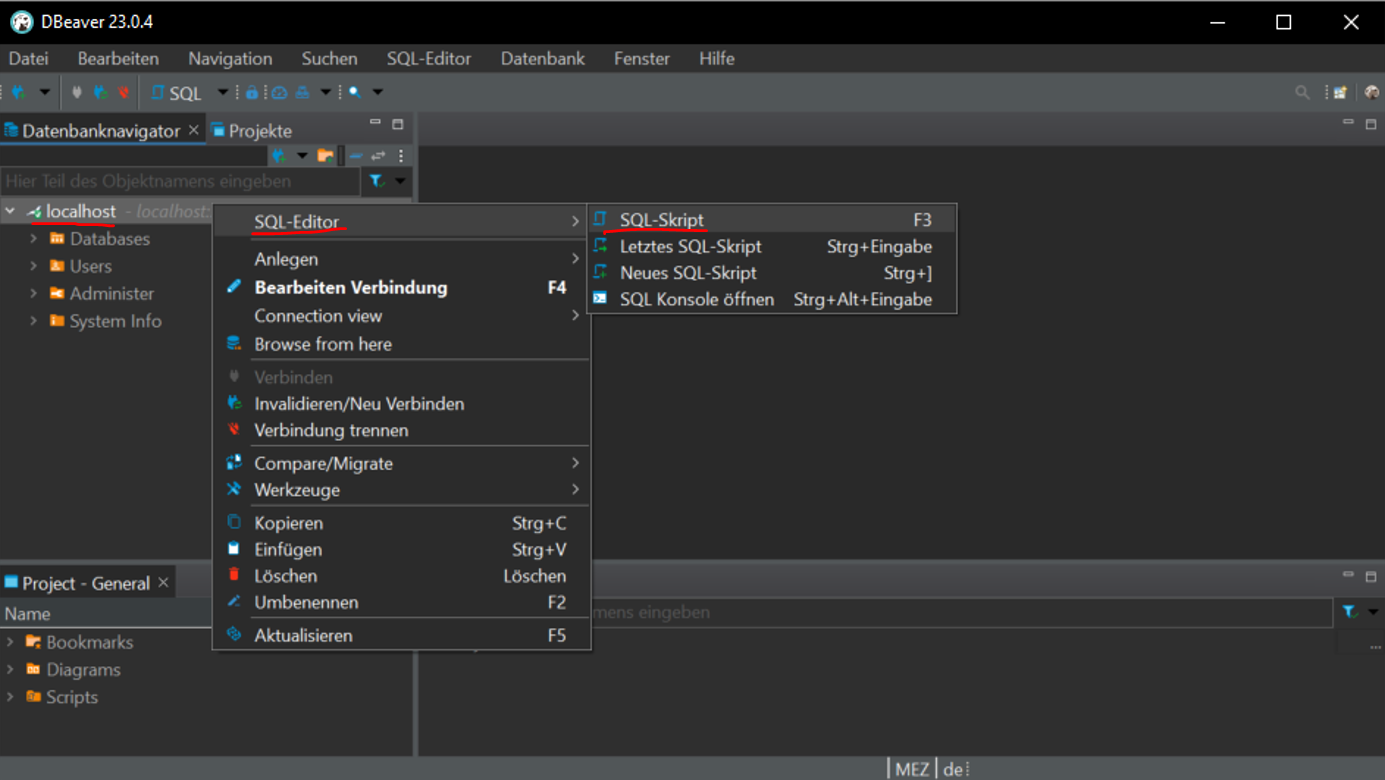 DBeaver 23.0.4
Datei Bearbeiten Navigation Suchen SQL-Editor Datenbank Fenster Hilfe
SQL
Datenbanknavigator Projekte
Hier Teil des Objektnamens eingeben
localhost - localhost:
Databases
Users
Administer
System Info
SQL-Editor
Anlegen
Bearbeiten Verbindung F4
Connection view
Browse from here
Verbinden
Invalidieren/Neu Verbinden
Verbindung trennen
Compare/Migrate
Werkzeuge
Kopieren Strg+C
Einfügen Strg+V
Löschen Löschen
Umbenennen F2
Aktualisieren F5
SQL-Skript F3
Letztes SQL-Skript Strg+Eingabe
Neues SQL-Skript Strg+]
SQL Konsole öffnen Strg+Alt+Eingabe
Project - General
Name
Bookmarks
Diagrams
Scripts
mens eingeben
...
MEZ de